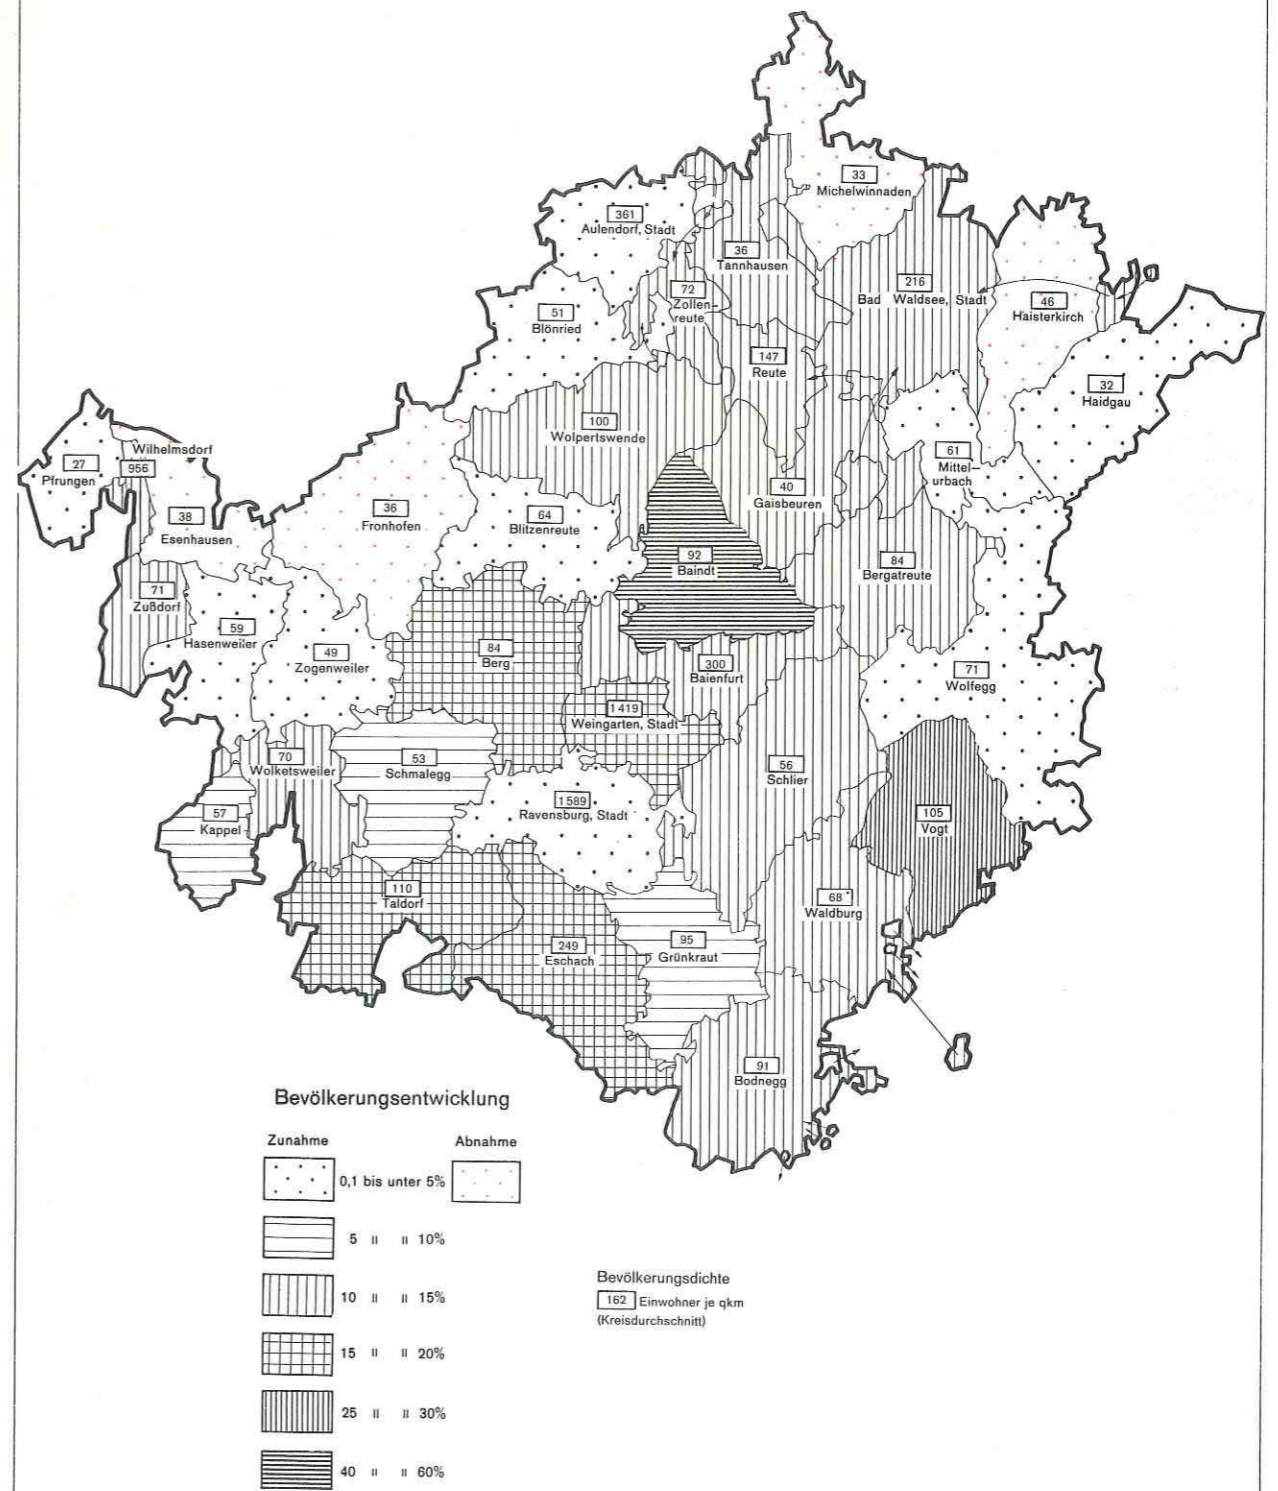 33
Michelwinnaden
361
Aulendorf, Stadt
36
Tannhausen
216
Bad Waldsee, Stadt
72
Zollen-
reute
46
Haisterkirch
51
Blönried
147
Reute
32
Haidgau
100
Wolpertswende
Wilhelmsdorf
956
27
Pfrungen
61
Mittel-
urbach
40
Gaisbeuren
38
Esenhausen
36
Fronhofen
64
Blitzenreute
92
Baindt
84
Bergatreute
71
Zußdorf
59
Hasenweiler
49
Zogenweiler
84
Berg
300
Baienfurt
71
Wolfegg
1419
Weingarten, Stadt
70
Wolketsweiler
53
Schmalegg
56
Schlier
57
Kappel
1589
Ravensburg, Stadt
105
Vogt
110
Taldorf
68
Waldburg
249
Eschach
95
Grünkraut
91
Bodnegg
Bevölkerungsentwicklung
Zunahme Abnahme
0,1 bis unter 5%
5 " " 10%
10 " " 15%
15 " " 20%
25 " " 30%
40 " " 60%
Bevölkerungsdichte
162 Einwohner je qkm
(Kreisdurchschnitt)